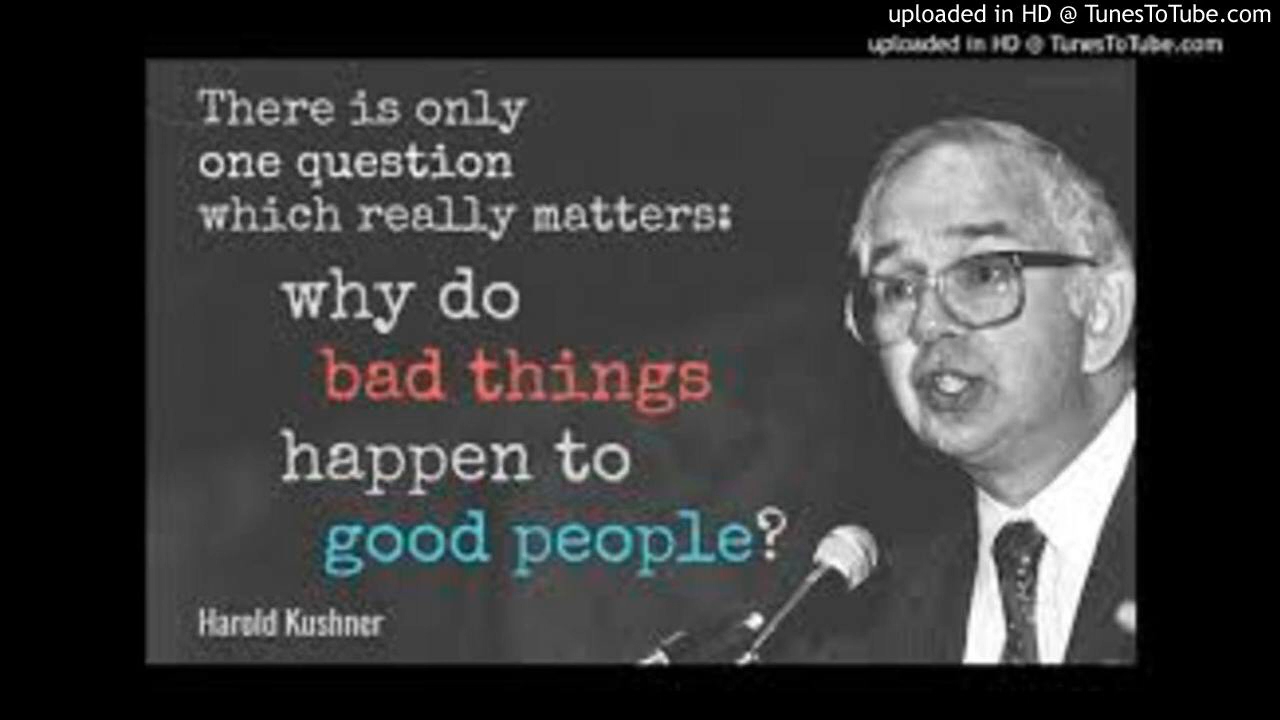 uploaded in HD @ TunesToTube.com
uploaded in HD @ TunesToTube.com
There is only
one question
which really matters:
why do
bad things
happen to
good people?
Harold Kushner